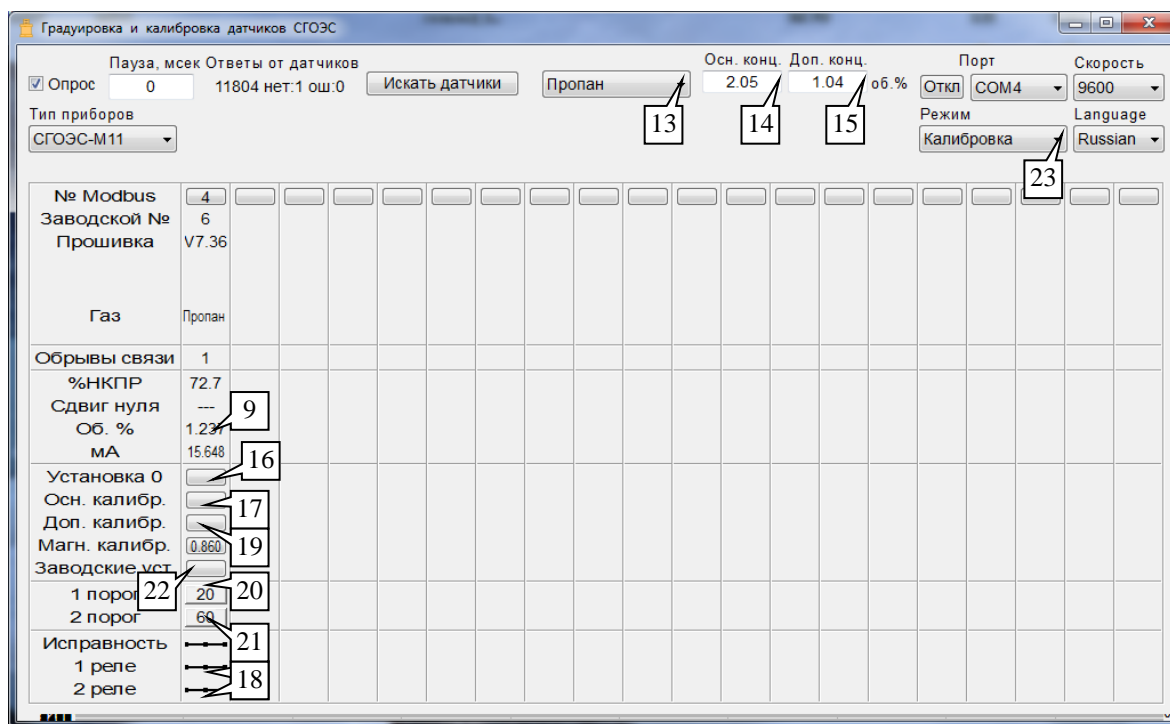 Градуировка и калибровка датчиков СГОЭС
Пауза, мсек Ответы от датчиков Осн. конц. Доп. конц. Порт Скорость
Опрос 0 11804 нет:1 ош:0 Искать датчики Пропан 2.05 1.04 об.% Откл COM4 9600
13 14 15
Тип приборов Режим Language
СГОЭС-М11 Калибровка Russian
23
№ Modbus 4
Заводской № 6
Прошивка V7.36
Газ Пропан
Обрывы связи 1
%НКПР 72.7
Сдвиг нуля --- 9
Об. % 1.237
мА 15.648
16
Установка 0
Осн. калибр. 17
Доп. калибр.
Магн. калибр. 0.860 19
Заводские уст
22
1 порог 20 20
2 порог 60
Исправность 21
1 реле
18
2 реле